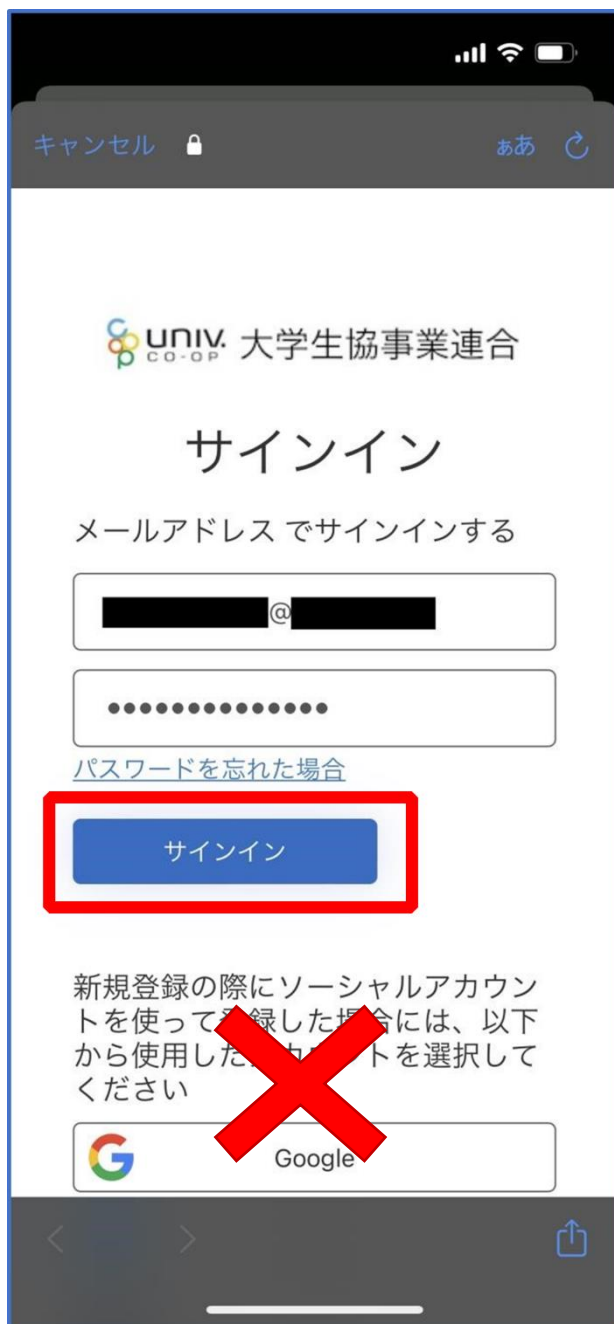 キャンセル
ぁあ
UNIV.
CO-OP
大学生協事業連合
サインイン
メールアドレス でサインインする
@
パスワードを忘れた場合
サインイン
新規登録の際にソーシャルアカウン
トを使って登録した場合には、以下
から使用したアカウントを選択して
ください
Google